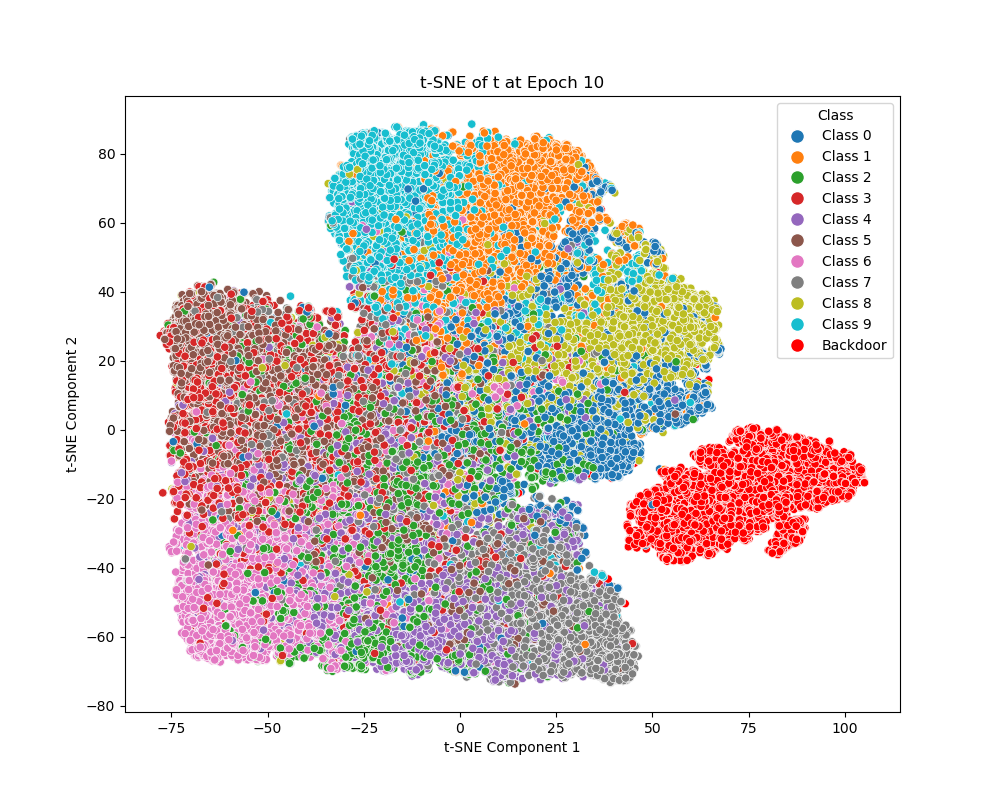 t-SNE of t at Epoch 10
Class
Class 0
Class 1
Class 2
Class 3
Class 4
Class 5
Class 6
Class 7
Class 8
Class 9
Backdoor
80
60
40
20
0
−20
−40
−60
−80
t-SNE Component 2
−75 −50 −25 0 25 50 75 100
t-SNE Component 1